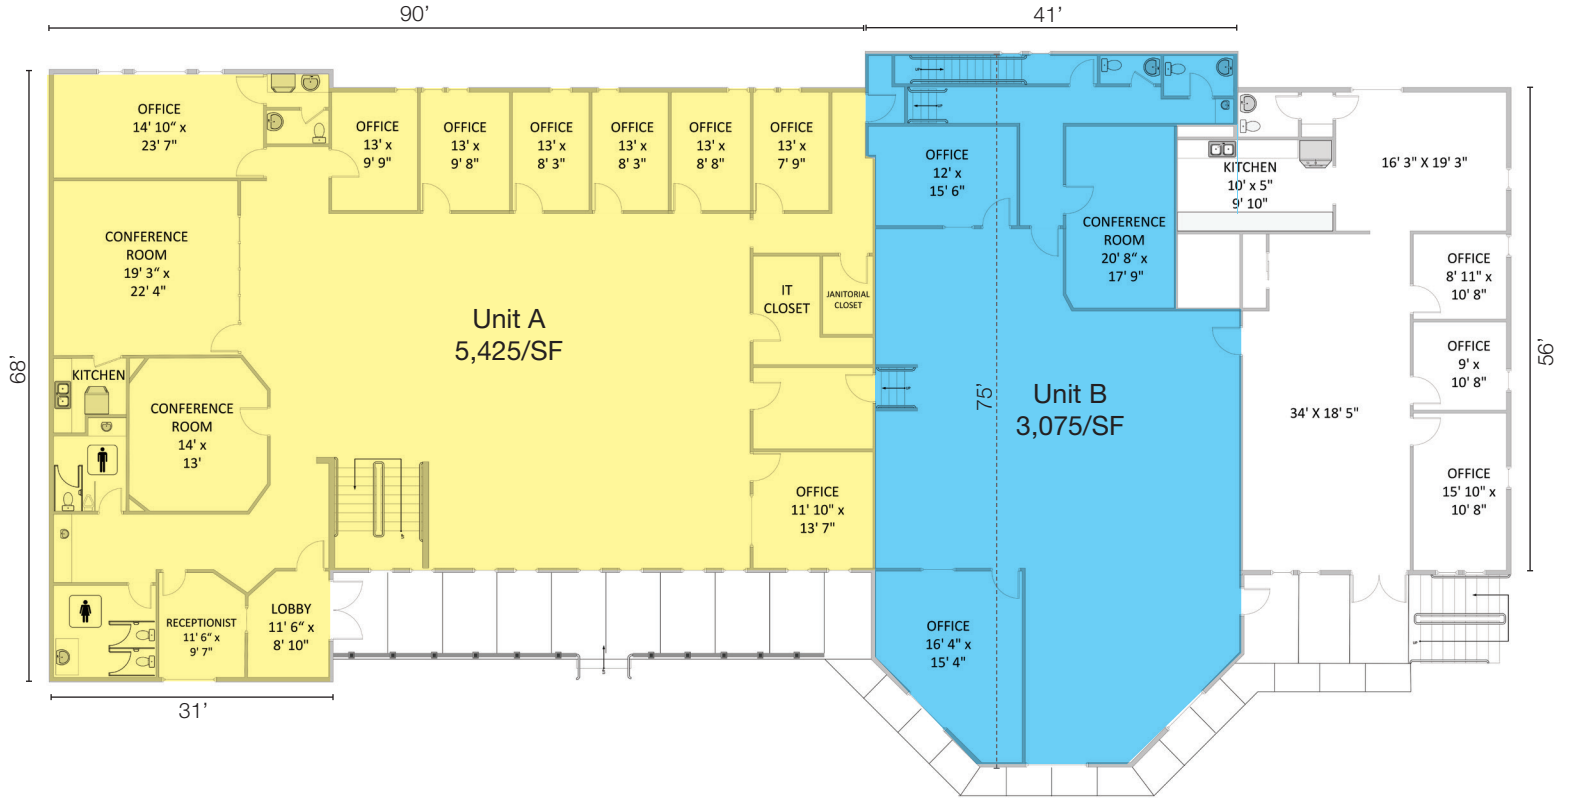 90’
41’
OFFICE
14' 10“ x
23' 7"
OFFICE
13' x
9' 9"
OFFICE
13' x
9' 8"
OFFICE
13' x
8' 3"
OFFICE
13' x
8' 3"
OFFICE
13' x
8' 8"
OFFICE
13' x
7' 9"
OFFICE
12' x
15' 6"
KITCHEN
10' x 5"
9' 10"
16' 3" X 19' 3"
CONFERENCE
ROOM
19' 3“ x
22' 4"
CONFERENCE
ROOM
20' 8“ x
17' 9"
IT
CLOSET
JANITORIAL
CLOSET
OFFICE
8' 11" x
10' 8"
Unit A
5,425/SF
68’
56’
75’
OFFICE
9' x
10' 8"
KITCHEN
CONFERENCE
ROOM
14' x
13'
Unit B
3,075/SF
34' X 18' 5"
OFFICE
11' 10" x
13' 7"
OFFICE
15' 10" x
10' 8"
RECEPTIONIST
11' 6“ x
9' 7"
LOBBY
11' 6“ x
8' 10"
OFFICE
16' 4" x
15' 4"
31’